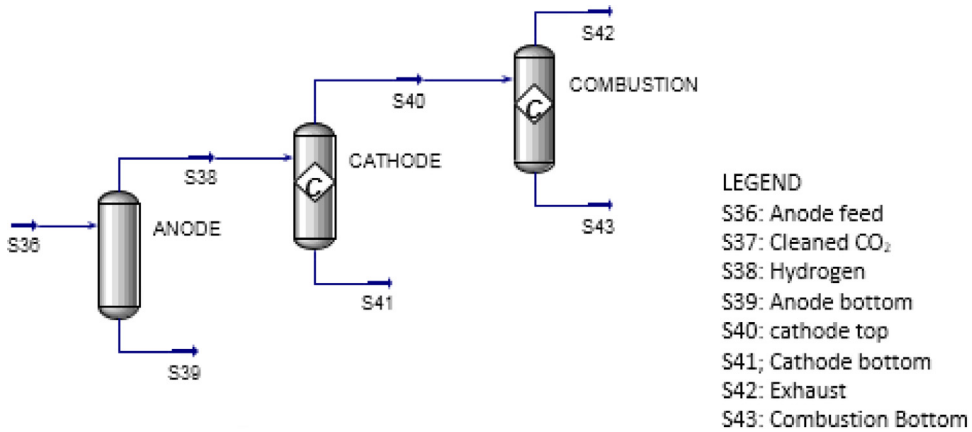 S42
COMBUSTION
C
S40
C
CATHODE
S38
S43
S36
ANODE
S41
S39
LEGEND
S36: Anode feed
S37: Cleaned CO₂
S38: Hydrogen
S39: Anode bottom
S40: cathode top
S41; Cathode bottom
S42: Exhaust
S43: Combustion Bottom